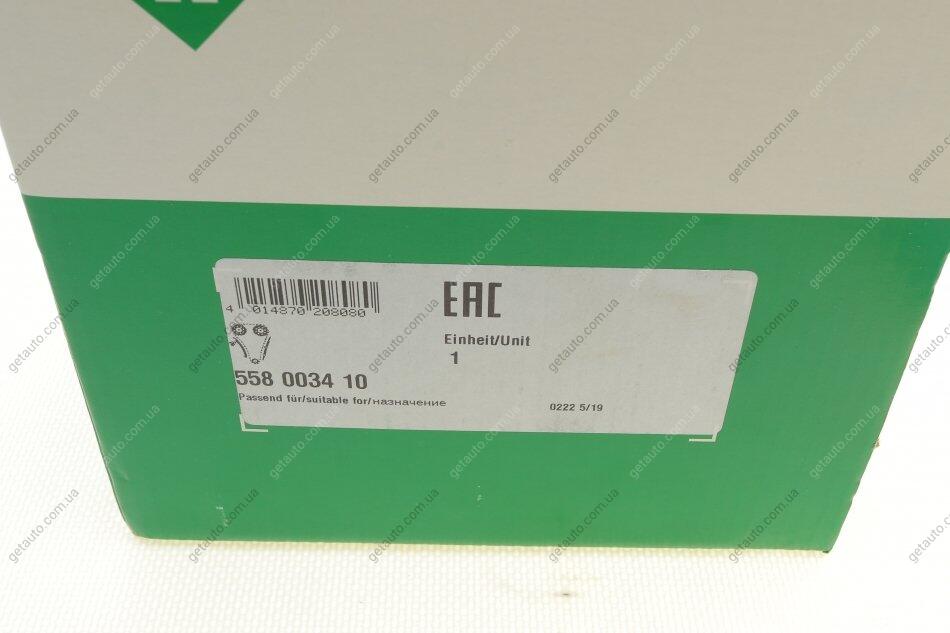 EAC
4 014870 208080
Einheit/Unit
1
558 0034 10
Passend für/suitable for/назначение
0222 5/19
getauto.com.ua